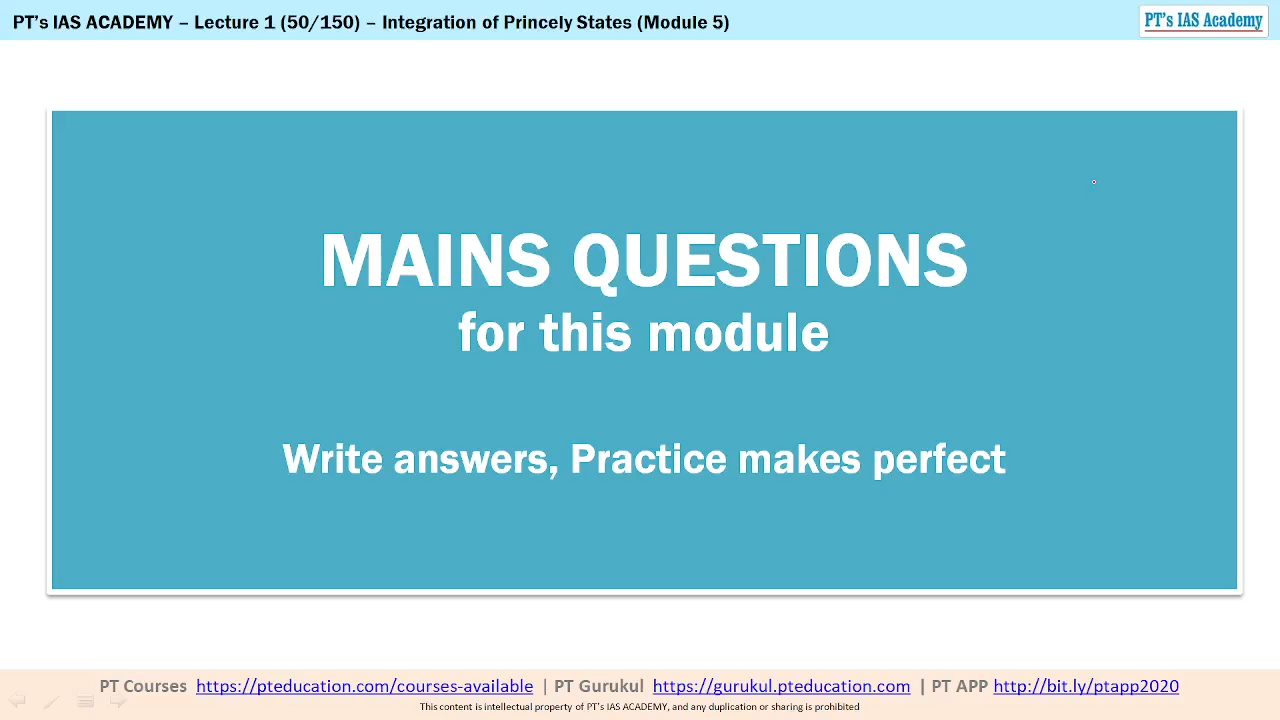 PT's IAS ACADEMY – Lecture 1 (50/150) – Integration of Princely States (Module 5)
PT's IAS Academy
MAINS QUESTIONS
for this module
Write answers, Practice makes perfect
PT Courses https://pteducation.com/courses-available | PT Gurukul https://gurukul.pteducation.com | PT APP http://bit.ly/ptapp2020
This content is intellectual property of PT's IAS ACADEMY, and any duplication or sharing is prohibited